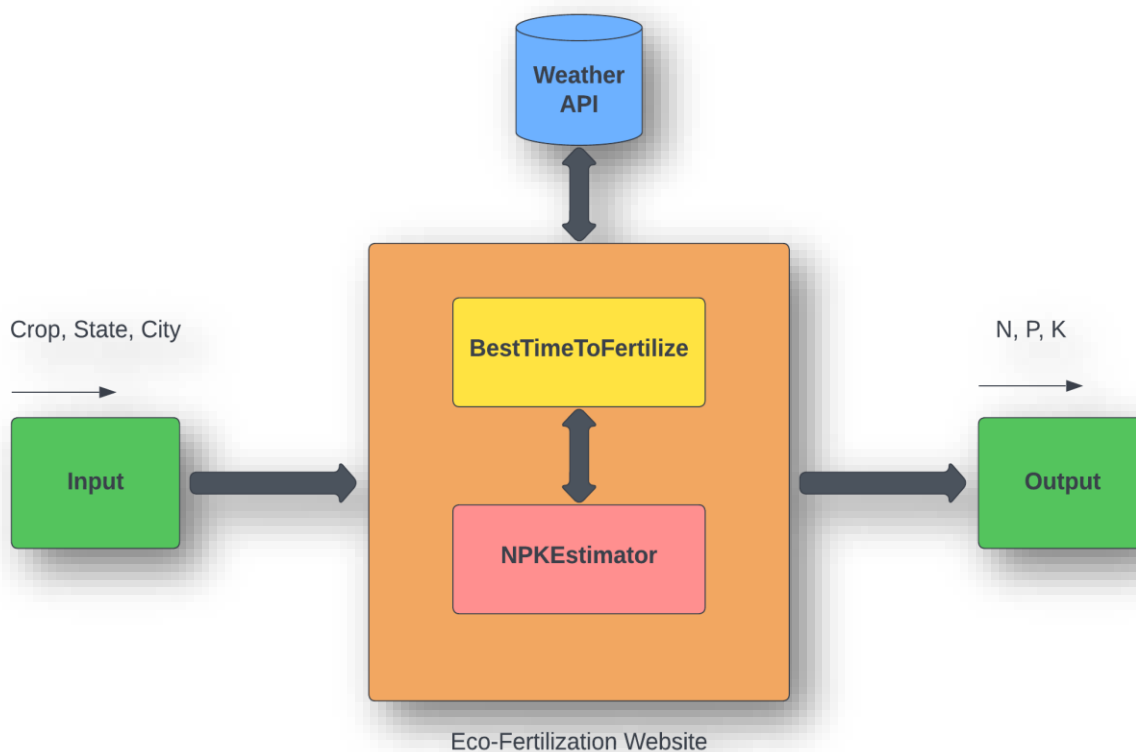 Weather
API
Crop, State, City
N, P, K
BestTimeToFertilize
Input
Output
NPKEstimator
Eco-Fertilization Website